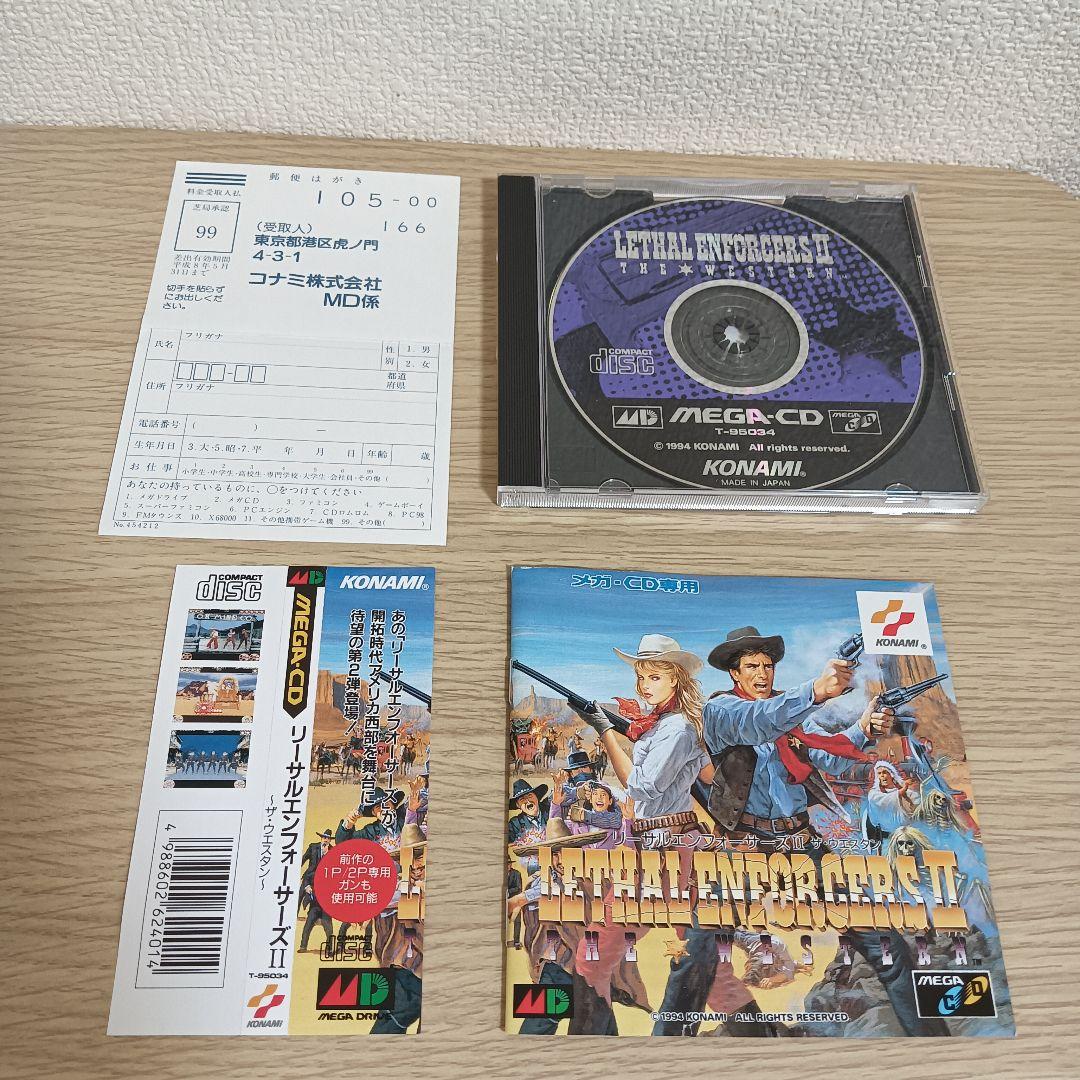 郵便はがき
料金受取人払
芝局承認
99
差出有効期間
平成8年5月
31日まで
切手を貼らず
にお出しくだ
さい。
105-00
166
(受取人)
東京都港区虎ノ門
4-3-1
コナミ株式会社
MD係
フリガナ
氏名
性別
1. 男
2. 女
都道
府県
住所
フリガナ
電話番号 ( ) －
生年月日 3.大・5.昭・7.平 年 月 日 年齢 歳
お仕事 1小学生・2中学生・3高校生・4専門学校・5大学生・6会社員・99その他( )
あなたの持っているものに、○をつけてください
1. メガドライブ 2. メガCD 3. ファミコン 4. ゲームボーイ
5. スーパーファミコン 6. PCエンジン 7 CDロムロム 8. PC98
9. FMタウンズ 10. X68000 11. その他携帯ゲーム機 99. その他( )
No.454212
LETHAL ENFORCERS II
THE WESTERN
COMPACT
disc
MD MEGA-CD MEGA CD
T-95034
© 1994 KONAMI All rights reserved.
KONAMI®
MADE IN JAPAN
COMPACT
disc
4988602624014
MD
MEGA-CD
リーサルエンフォーサーズII
～ザ・ウエスタン～
T-95034
KONAMI
KONAMI®
あの「リーサルエンフォーサーズ」が、
開拓時代アメリカ西部を舞台に
待望の第2弾登場!
前作の
1P/2P専用
ガンも
使用可能
COMPACT
disc
MD
MEGA DRIVE
メガ・CD専用
KONAMI®
リーサルエンフォーサーズII ザ・ウエスタン
LETHAL ENFORCERS II
THE WESTERN™
MD
MEGA CD
© 1994 KONAMI ALL RIGHTS RESERVED.